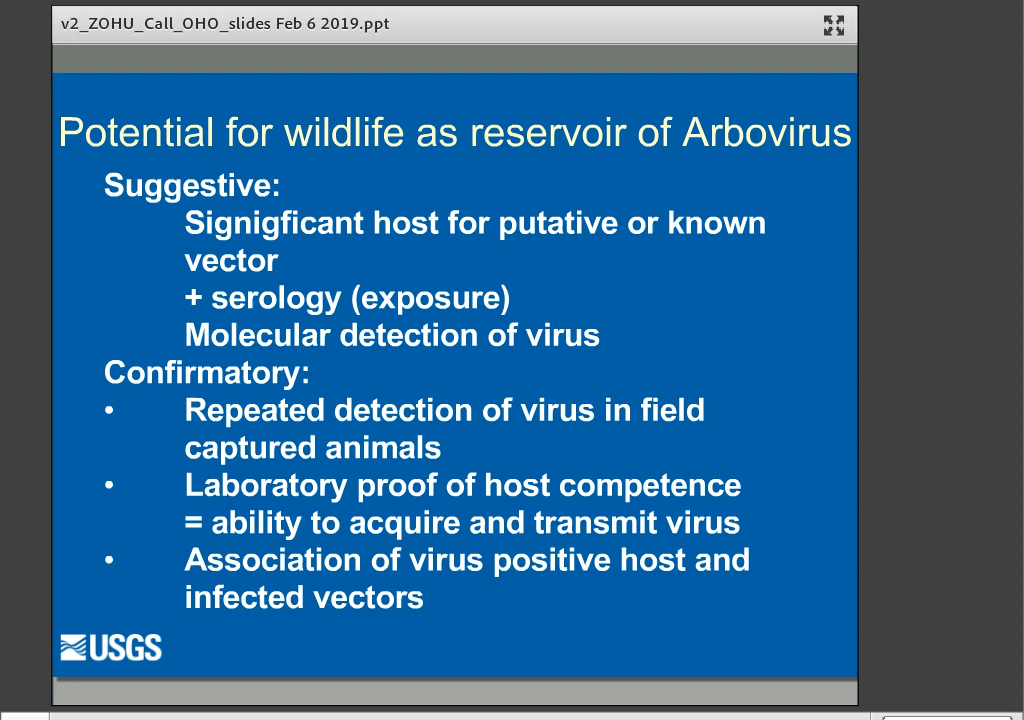 v2_ZOHU_Call_OHO_slides Feb 6 2019.ppt
Potential for wildlife as reservoir of Arbovirus
Suggestive:
Signigficant host for putative or known
vector
+ serology (exposure)
Molecular detection of virus
Confirmatory:
• Repeated detection of virus in field
captured animals
• Laboratory proof of host competence
= ability to acquire and transmit virus
• Association of virus positive host and
infected vectors
USGS